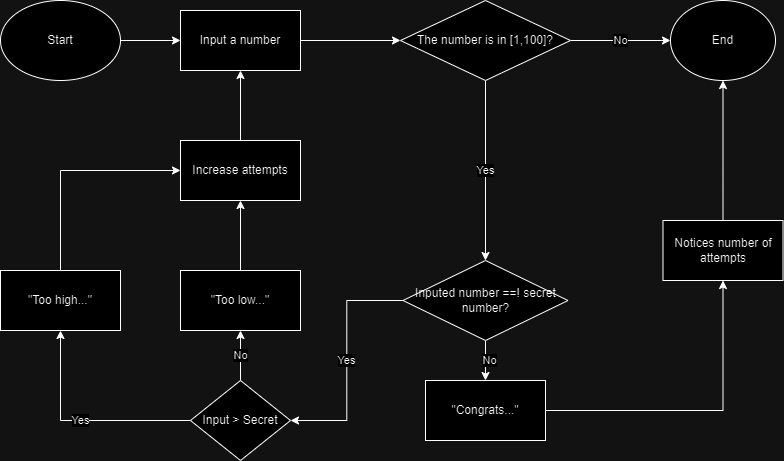 Start
Input a number
The number is in [1,100]?
No
End
Increase attempts
Yes
Notices number of
attempts
"Too high..."
"Too low..."
Inputed number ==! secret
number?
No
Yes
No
Yes
Input > Secret
"Congrats..."